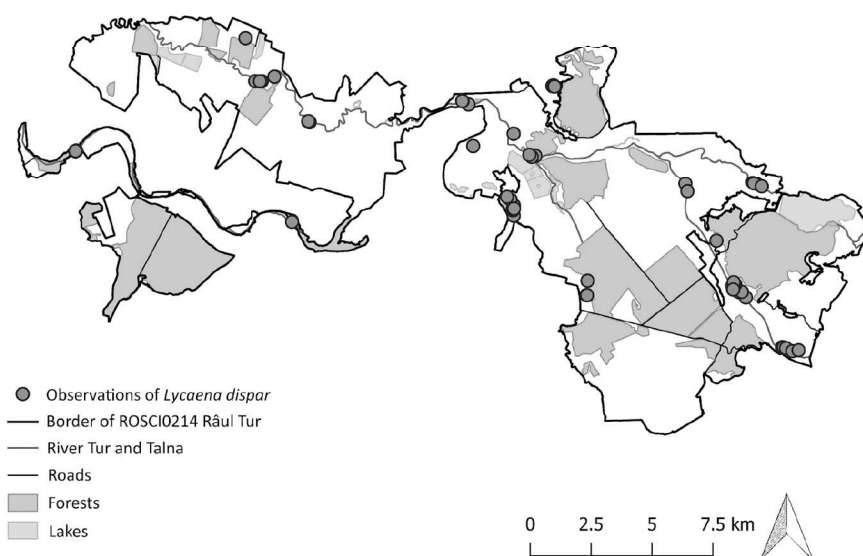 Observations of Lycaena dispar
Border of ROSCI0214 Râul Tur
River Tur and Talna
Roads
Forests
Lakes
0 2.5 5 7.5 km